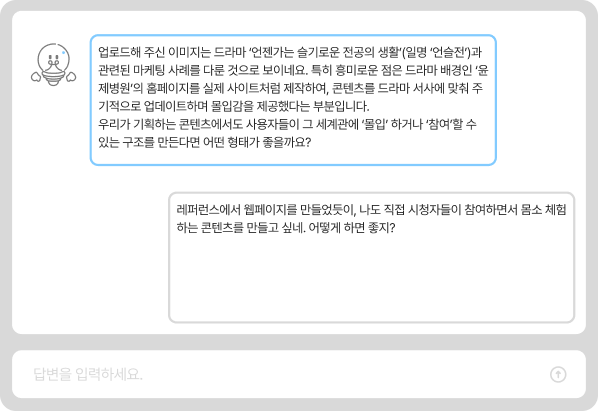 업로드해 주신 이미지는 드라마 ‘언젠가는 슬기로운 전공의 생활’(일명 ‘언슬전’)과
관련된 마케팅 사례를 다룬 것으로 보이네요. 특히 흥미로운 점은 드라마 배경인 ‘윤
제병원’의 홈페이지를 실제 사이트처럼 제작하여, 콘텐츠를 드라마 서사에 맞춰 주
기적으로 업데이트하며 몰입감을 제공했다는 부분입니다.
우리가 기획하는 콘텐츠에서도 사용자들이 그 세계관에 ‘몰입’ 하거나 ‘참여’할 수
있는 구조를 만든다면 어떤 형태가 좋을까요?
레퍼런스에서 웹페이지를 만들었듯이, 나도 직접 시청자들이 참여하면서 몸소 체험
하는 콘텐츠를 만들고 싶네. 어떻게 하면 좋지?
답변을 입력하세요.